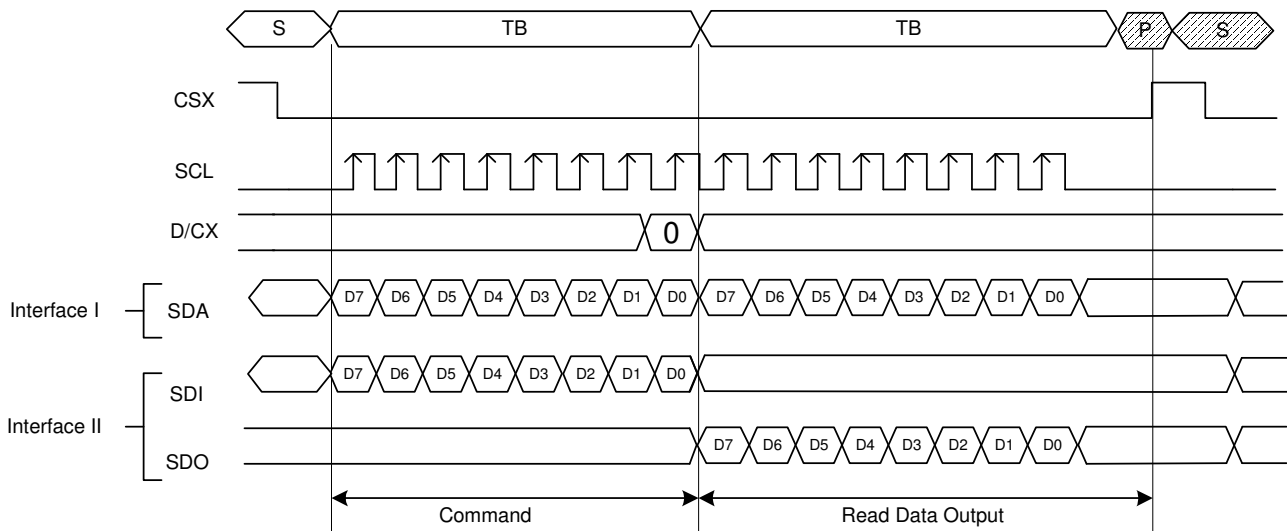 S TB TB P S
CSX
SCL
D/CX 0
Interface I SDA D7 D6 D5 D4 D3 D2 D1 D0 D7 D6 D5 D4 D3 D2 D1 D0
Interface II SDI D7 D6 D5 D4 D3 D2 D1 D0
SDO D7 D6 D5 D4 D3 D2 D1 D0
Command Read Data Output